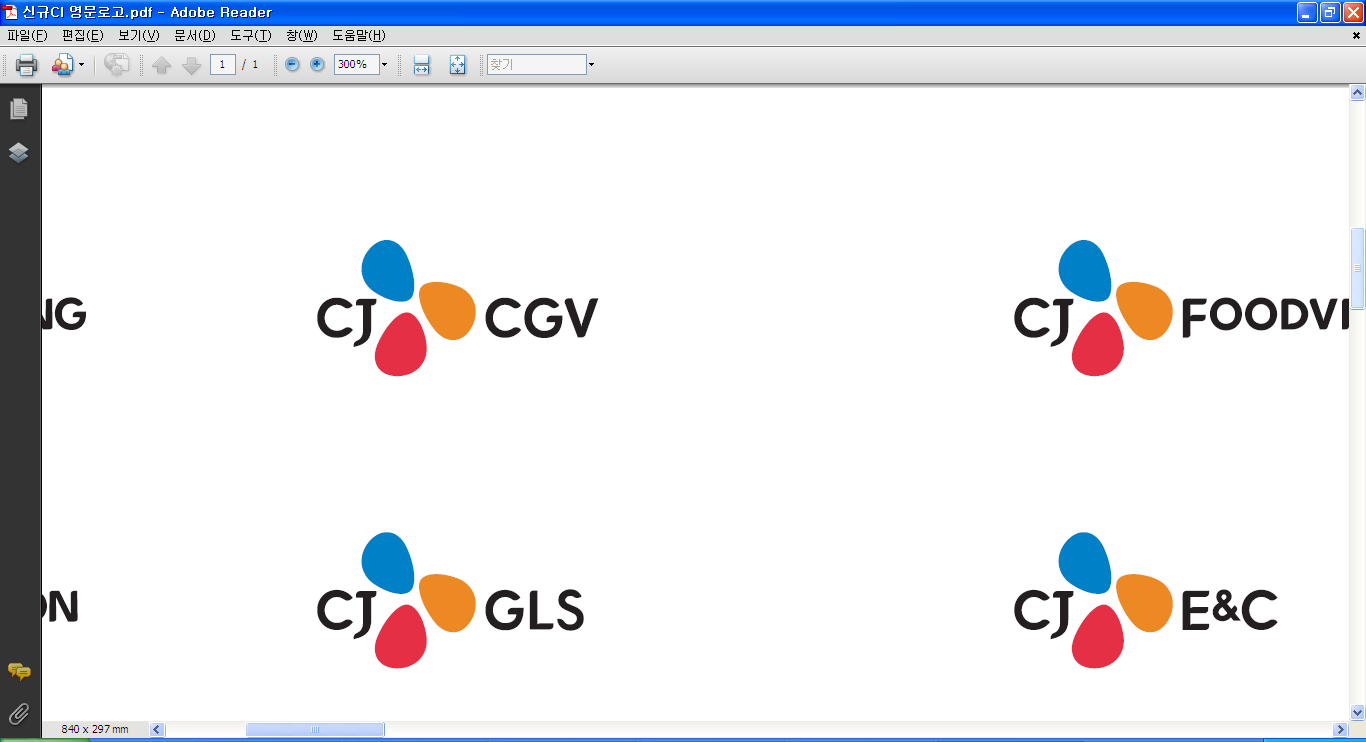 신규CI 영문로고.pdf - Adobe Reader
파일(F) 편집(E) 보기(V) 문서(D) 도구(T) 창(W) 도움말(H)
1 / 1 300% 찾기
NG CJ CGV CJ FOODVI
ON CJ GLS CJ E&C
840 x 297 mm